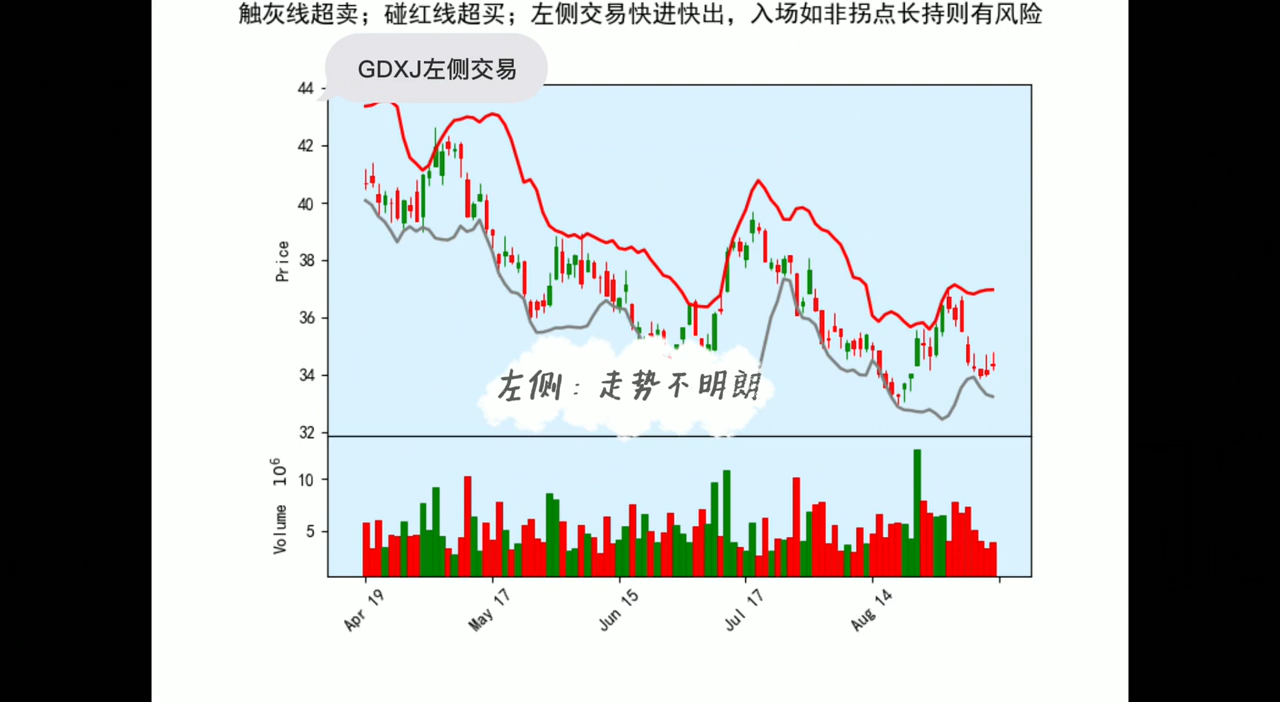 触灰线超卖；碰红线超买；左侧交易快进快出，入场如非拐点长持则有风险
GDXJ左侧交易
44
42
40
38
36
34
32
Price
左侧：走势不明朗
10
5
Volume 10⁶
Apr 19
May 17
Jun 15
Jul 17
Aug 14